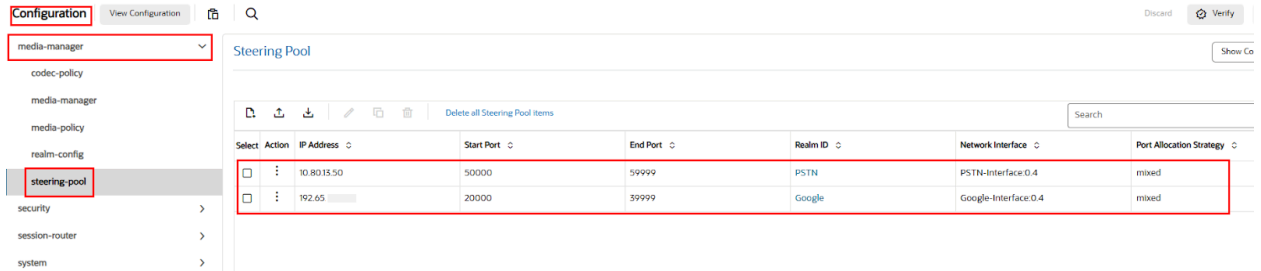 Configuration View Configuration Discard Verify
media-manager
codec-policy
media-manager
media-policy
realm-config
steering-pool
security
session-router
system
Steering Pool Show Co
Delete all Steering Pool items Search
Select Action IP Address Start Port End Port Realm ID Network Interface Port Allocation Strategy
10.80.13.50 50000 59999 PSTN PSTN-Interface:0.4 mixed
192.65 20000 39999 Google Google-Interface:0.4 mixed